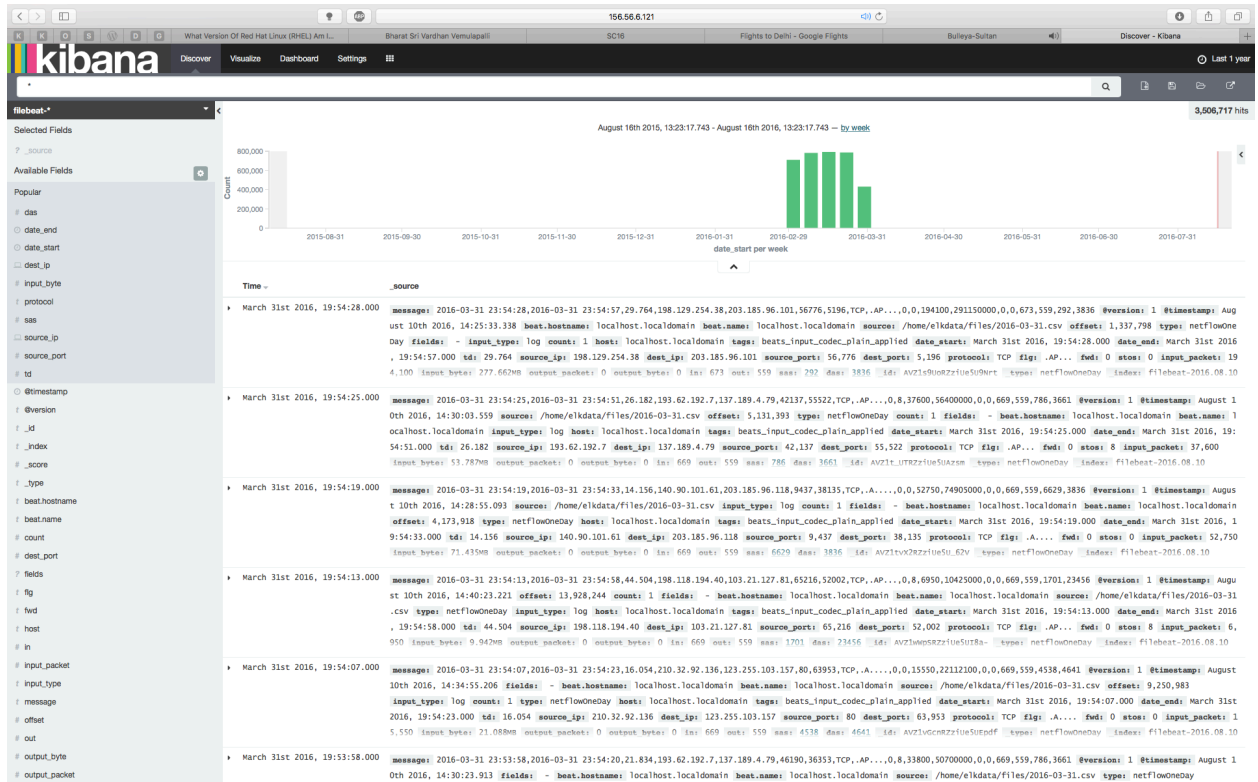 156.56.6.121
K K O S D G What Version Of Red Hat Linux (RHEL) Am I... Bharat Sri Vardhan Vemulapalli SC16 Flights to Delhi - Google Flights Bulleya-Sultan Discover - Kibana
kibana Discover Visualize Dashboard Settings Last 1 year
*
filebeat-* 3,506,717 hits
Selected Fields
? _source
Available Fields
Popular
# das
date_end
date_start
dest_ip
# input_byte
t protocol
# sas
source_ip
# source_port
# td
@timestamp
t @version
t _id
t _index
# _score
t _type
t beat.hostname
t beat.name
# count
# dest_port
? fields
t flg
t fwd
t host
# in
# input_packet
t input_type
t message
# offset
# out
# output_byte
# output_packet
August 16th 2015, 13:23:17.743 - August 16th 2016, 13:23:17.743 — by week
Count
800,000
600,000
400,000
200,000
0
2015-08-31 2015-09-30 2015-10-31 2015-11-30 2015-12-31 2016-01-31 2016-02-29 2016-03-31 2016-04-30 2016-05-31 2016-06-30 2016-07-31
date_start per week
Time _source
March 31st 2016, 19:54:28.000 message: 2016-03-31 23:54:28,2016-03-31 23:54:57,29.764,198.129.254.38,203.185.96.101,56776,5196,TCP,.AP...,0,0,194100,291150000,0,0,673,559,292,3836 @version: 1 @timestamp: Aug
ust 10th 2016, 14:25:33.338 beat.hostname: localhost.localdomain beat.name: localhost.localdomain source: /home/elkdata/files/2016-03-31.csv offset: 1,337,798 type: netflowOne
Day fields: - input_type: log count: 1 host: localhost.localdomain tags: beats_input_codec_plain_applied date_start: March 31st 2016, 19:54:28.000 date_end: March 31st 2016
, 19:54:57.000 td: 29.764 source_ip: 198.129.254.38 dest_ip: 203.185.96.101 source_port: 56,776 dest_port: 5,196 protocol: TCP flg: .AP... fwd: 0 stos: 0 input_packet: 19
4,100 input_byte: 277.662MB output_packet: 0 output_byte: 0 in: 673 out: 559 sas: 292 das: 3836 _id: AVZ1s9UoRZziUe5U9Nrt _type: netflowOneDay _index: filebeat-2016.08.10
March 31st 2016, 19:54:25.000 message: 2016-03-31 23:54:25,2016-03-31 23:54:51,26.182,193.62.192.7,137.189.4.79,42137,55522,TCP,.AP...,0,8,37600,56400000,0,0,669,559,786,3661 @version: 1 @timestamp: August 1
0th 2016, 14:30:03.559 source: /home/elkdata/files/2016-03-31.csv offset: 5,131,393 type: netflowOneDay count: 1 fields: - beat.hostname: localhost.localdomain beat.name: l
ocalhost.localdomain input_type: log host: localhost.localdomain tags: beats_input_codec_plain_applied date_start: March 31st 2016, 19:54:25.000 date_end: March 31st 2016, 19:
54:51.000 td: 26.182 source_ip: 193.62.192.7 dest_ip: 137.189.4.79 source_port: 42,137 dest_port: 55,522 protocol: TCP flg: .AP... fwd: 0 stos: 8 input_packet: 37,600
input_byte: 53.787MB output_packet: 0 output_byte: 0 in: 669 out: 559 sas: 786 das: 3661 _id: AVZ1t_UTRZziUe5UAzsm _type: netflowOneDay _index: filebeat-2016.08.10
March 31st 2016, 19:54:19.000 message: 2016-03-31 23:54:19,2016-03-31 23:54:33,14.156,140.90.101.61,203.185.96.118,9437,38135,TCP,.A....,0,0,52750,74905000,0,0,669,559,6629,3836 @version: 1 @timestamp: Augus
t 10th 2016, 14:28:55.093 source: /home/elkdata/files/2016-03-31.csv input_type: log count: 1 fields: - beat.hostname: localhost.localdomain beat.name: localhost.localdomain
offset: 4,173,918 type: netflowOneDay host: localhost.localdomain tags: beats_input_codec_plain_applied date_start: March 31st 2016, 19:54:19.000 date_end: March 31st 2016, 1
9:54:33.000 td: 14.156 source_ip: 140.90.101.61 dest_ip: 203.185.96.118 source_port: 9,437 dest_port: 38,135 protocol: TCP flg: .A.... fwd: 0 stos: 0 input_packet: 52,750
input_byte: 71.435MB output_packet: 0 output_byte: 0 in: 669 out: 559 sas: 6629 das: 3836 _id: AVZ1tvX2RZziUe5U_62V _type: netflowOneDay _index: filebeat-2016.08.10
March 31st 2016, 19:54:13.000 message: 2016-03-31 23:54:13,2016-03-31 23:54:58,44.504,198.118.194.40,103.21.127.81,65216,52002,TCP,.AP...,0,8,6950,10425000,0,0,669,559,1701,23456 @version: 1 @timestamp: Augu
st 10th 2016, 14:40:23.221 offset: 13,928,244 count: 1 fields: - beat.hostname: localhost.localdomain beat.name: localhost.localdomain source: /home/elkdata/files/2016-03-31
.csv type: netflowOneDay input_type: log host: localhost.localdomain tags: beats_input_codec_plain_applied date_start: March 31st 2016, 19:54:13.000 date_end: March 31st 2016
, 19:54:58.000 td: 44.504 source_ip: 198.118.194.40 dest_ip: 103.21.127.81 source_port: 65,216 dest_port: 52,002 protocol: TCP flg: .AP... fwd: 0 stos: 8 input_packet: 6,
950 input_byte: 9.942MB output_packet: 0 output_byte: 0 in: 669 out: 559 sas: 1701 das: 23456 _id: _type: netflowOneDay _index: filebeat-2016.08.10
March 31st 2016, 19:54:07.000 message: 2016-03-31 23:54:07,2016-03-31 23:54:23,16.054,210.32.92.136,123.255.103.157,80,63953,TCP,.A....,0,0,15550,22112100,0,0,669,559,4538,4641 @version: 1 @timestamp: August
10th 2016, 14:34:55.206 fields: - beat.hostname: localhost.localdomain beat.name: localhost.localdomain source: /home/elkdata/files/2016-03-31.csv offset: 9,250,983
input_type: log count: 1 type: netflowOneDay host: localhost.localdomain tags: beats_input_codec_plain_applied date_start: March 31st 2016, 19:54:07.000 date_end: March 31st
2016, 19:54:23.000 td: 16.054 source_ip: 210.32.92.136 dest_ip: 123.255.103.157 source_port: 80 dest_port: 63,953 protocol: TCP flg: .A.... fwd: 0 stos: 0 input_packet: 1
5,550 input_byte: 21.088MB output_packet: 0 output_byte: 0 in: 669 out: 559 sas: 4538 das: 4641 _id: AVZ1vGcnRZziUe5UEpdf _type: netflowOneDay _index: filebeat-2016.08.10
March 31st 2016, 19:53:58.000 message: 2016-03-31 23:53:58,2016-03-31 23:54:20,21.834,193.62.192.7,137.189.4.79,46190,36353,TCP,.AP...,0,8,33800,50700000,0,0,669,559,786,3661 @version: 1 @timestamp: August 1
0th 2016, 14:30:23.913 fields: - beat.hostname: localhost.localdomain beat.name: localhost.localdomain source: /home/elkdata/files/2016-03-31.csv type: netflowOneDay